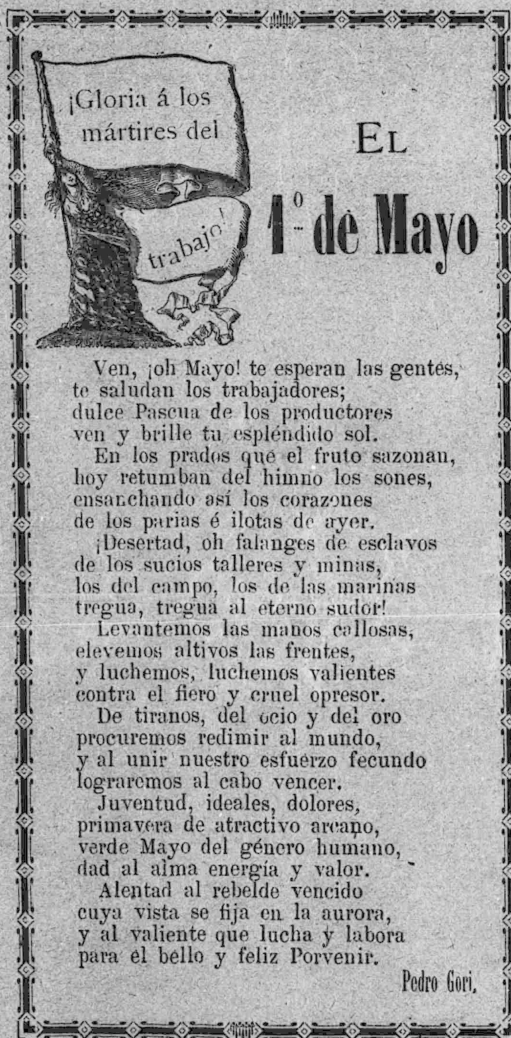 ¡Gloria á los
mártires del
trabajo!
EL
1º de Mayo
Ven, ¡oh Mayo! te esperan las gentes,
te saludan los trabajadores;
dulce Pascua de los productores
ven y brille tu espléndido sol.
En los prados que el fruto sazonan,
hoy retumban del himno los sones,
ensanchando así los corazones
de los parias é ilotas de ayer.
¡Desertad, oh falanges de esclavos
de los sucios talleres y minas,
los del campo, los de las marinas
tregua, tregua al eterno sudor!
Levantemos las manos callosas,
elevemos altivos las frentes,
y luchemos, luchemos valientes
contra el fiero y cruel opresor.
De tiranos, del ocio y del oro
procuremos redimir al mundo,
y al unir nuestro esfuerzo fecundo
lograremos al cabo vencer.
Juventud, ideales, dolores,
primavera de atractivo arcano,
verde Mayo del género humano,
dad al alma energía y valor.
Alentad al rebelde vencido
cuya vista se fija en la aurora,
y al valiente que lucha y labora
para el bello y feliz Porvenir.
Pedro Gori.